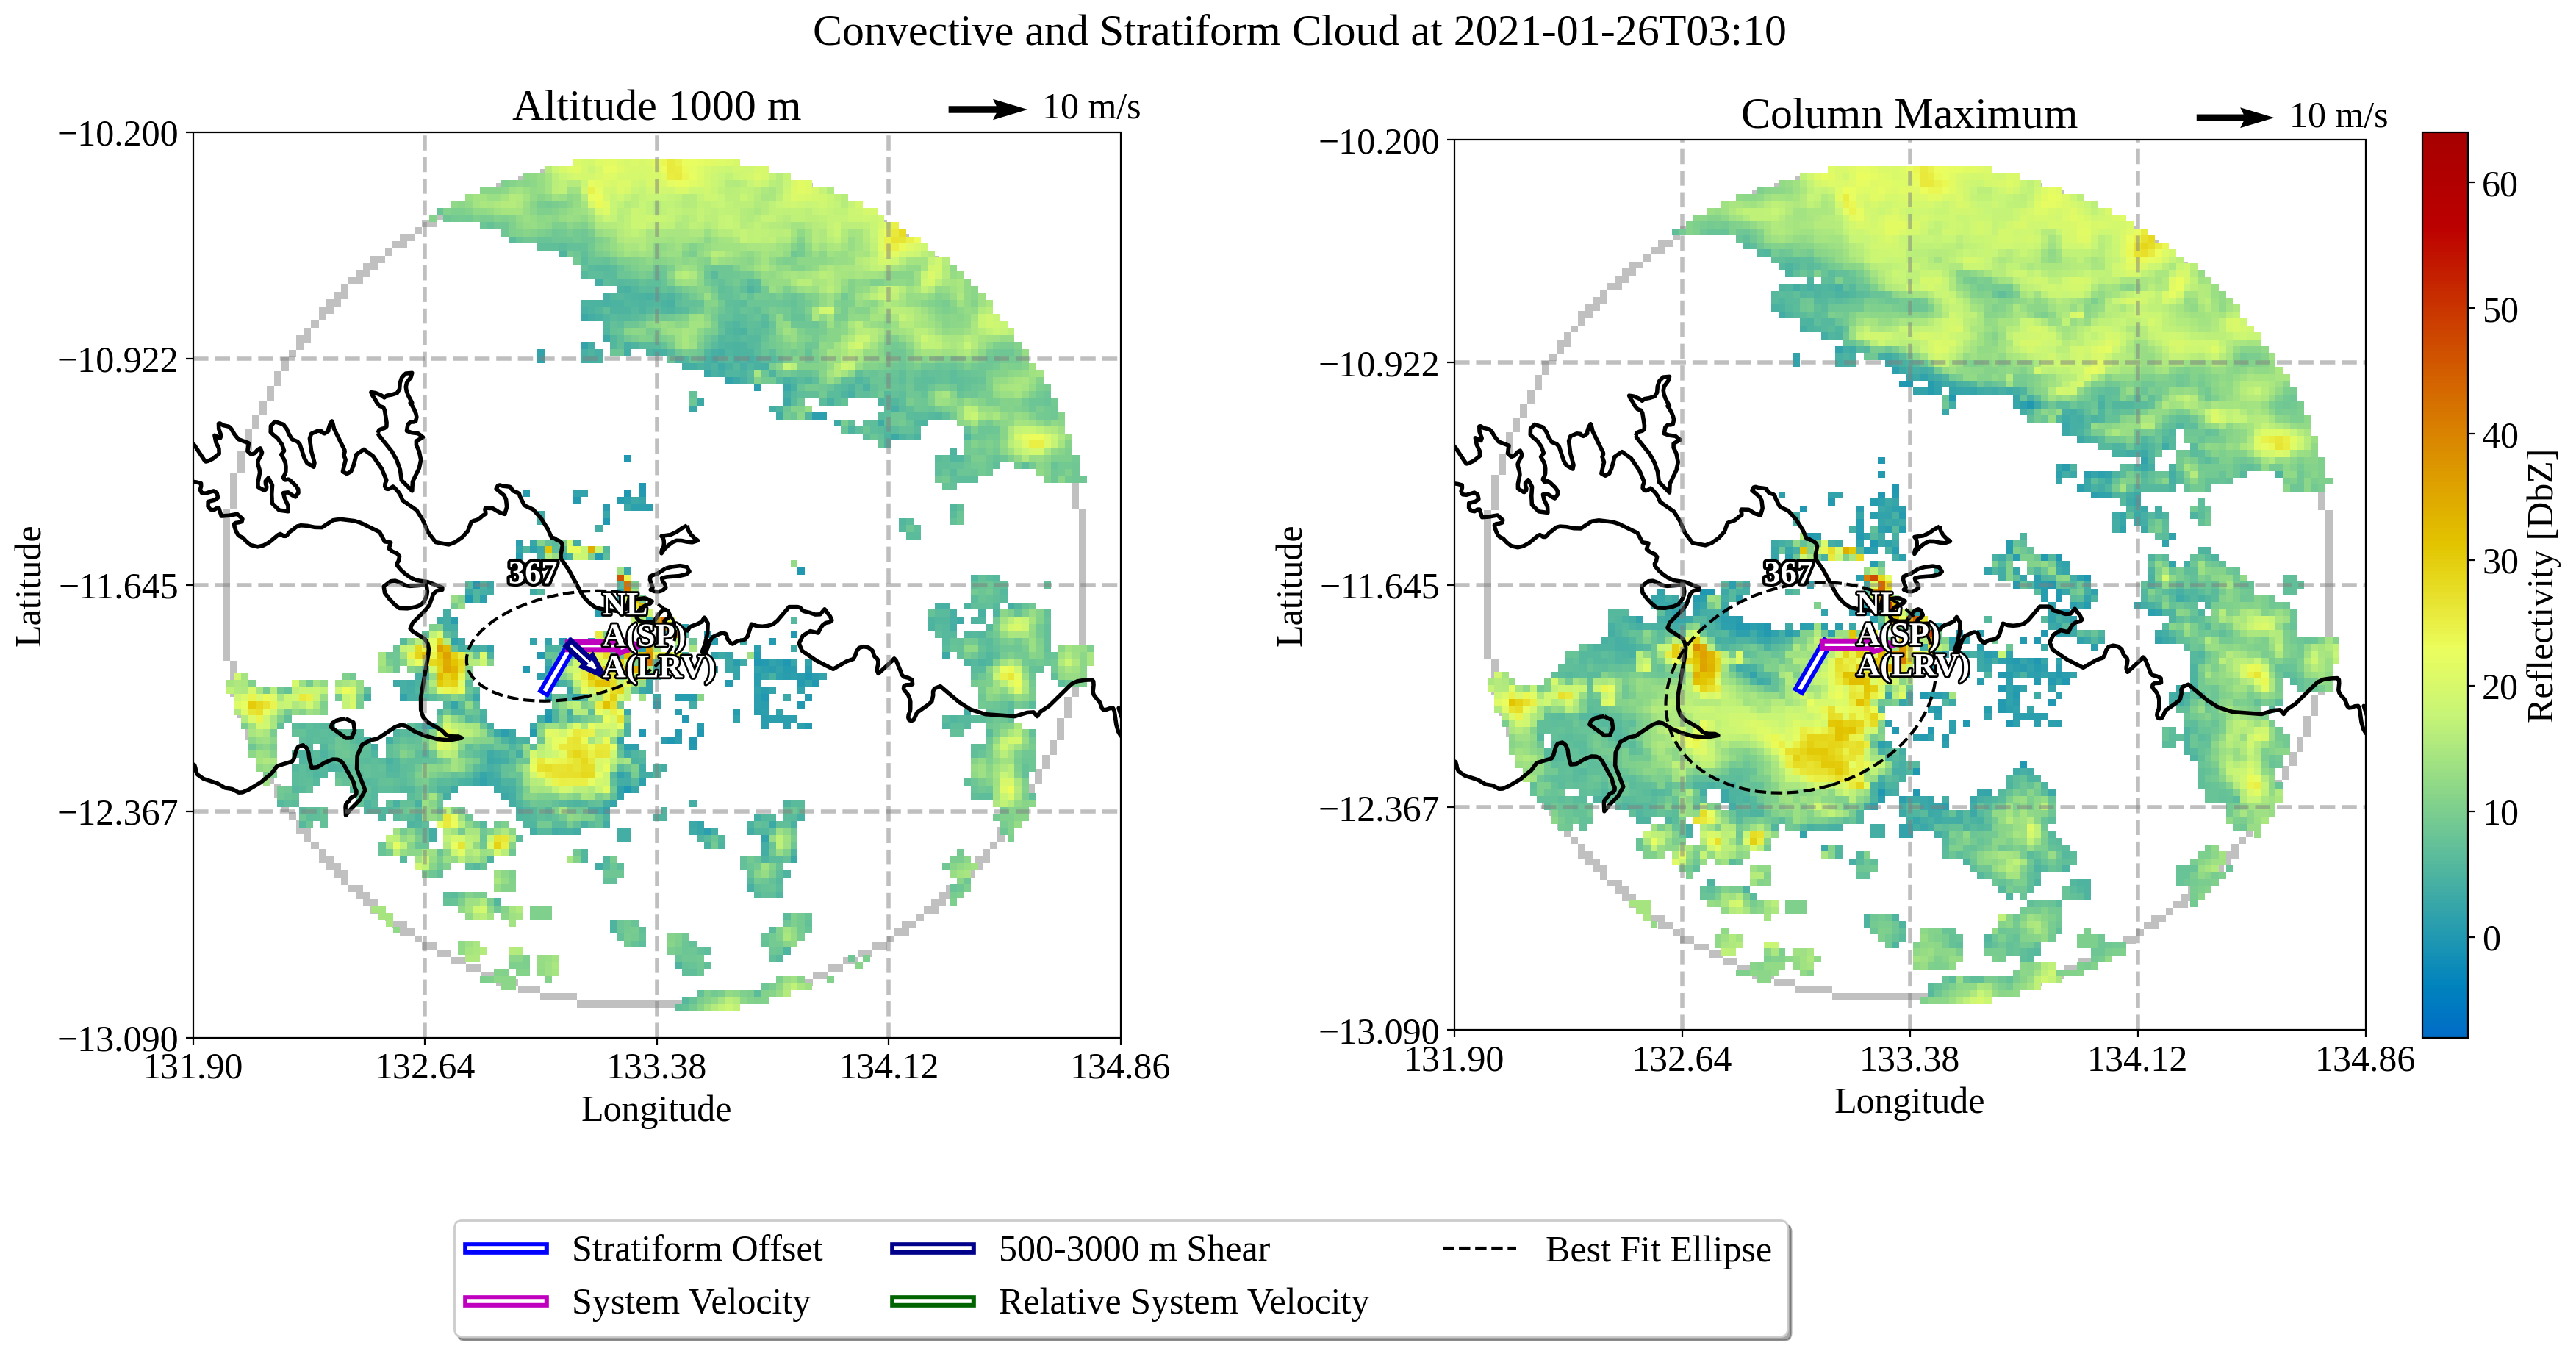 Convective and Stratiform Cloud at 2021-01-26T03:10
Altitude 1000 m
10 m/s
−10.200
−10.922
−11.645
−12.367
−13.090
131.90
132.64
133.38
134.12
134.86
Latitude
Longitude
367
NL
A(SP)
A(LRV)
Column Maximum
10 m/s
−10.200
−10.922
−11.645
−12.367
−13.090
131.90
132.64
133.38
134.12
134.86
Latitude
Longitude
367
NL
A(SP)
A(LRV)
60
50
40
30
20
10
0
Reflectivity [DbZ]
Stratiform Offset
System Velocity
500-3000 m Shear
Relative System Velocity
Best Fit Ellipse